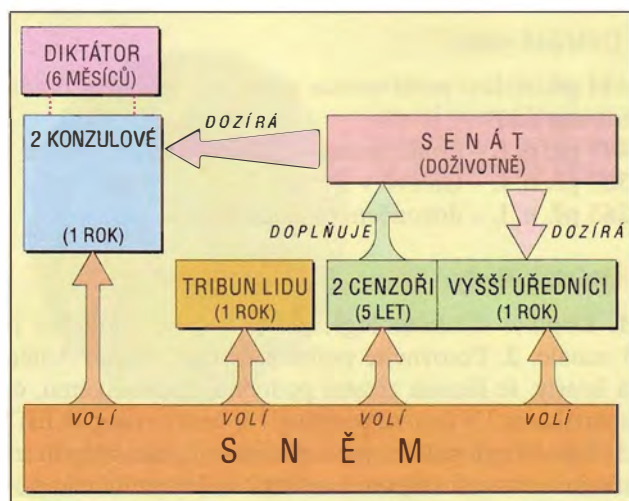 DIKTÁTOR
(6 MĚSÍCŮ)
2 KONZULOVÉ
(1 ROK)
DOZÍRÁ
SENÁT
(DOŽIVOTNĚ)
DOPLŇUJE
DOZÍRÁ
TRIBUN LIDU
(1 ROK)
2 CENZOŘI
(5 LET)
VYŠŠÍ ÚŘEDNÍCI
(1 ROK)
VOLÍ
VOLÍ
VOLÍ
VOLÍ
SNĚM